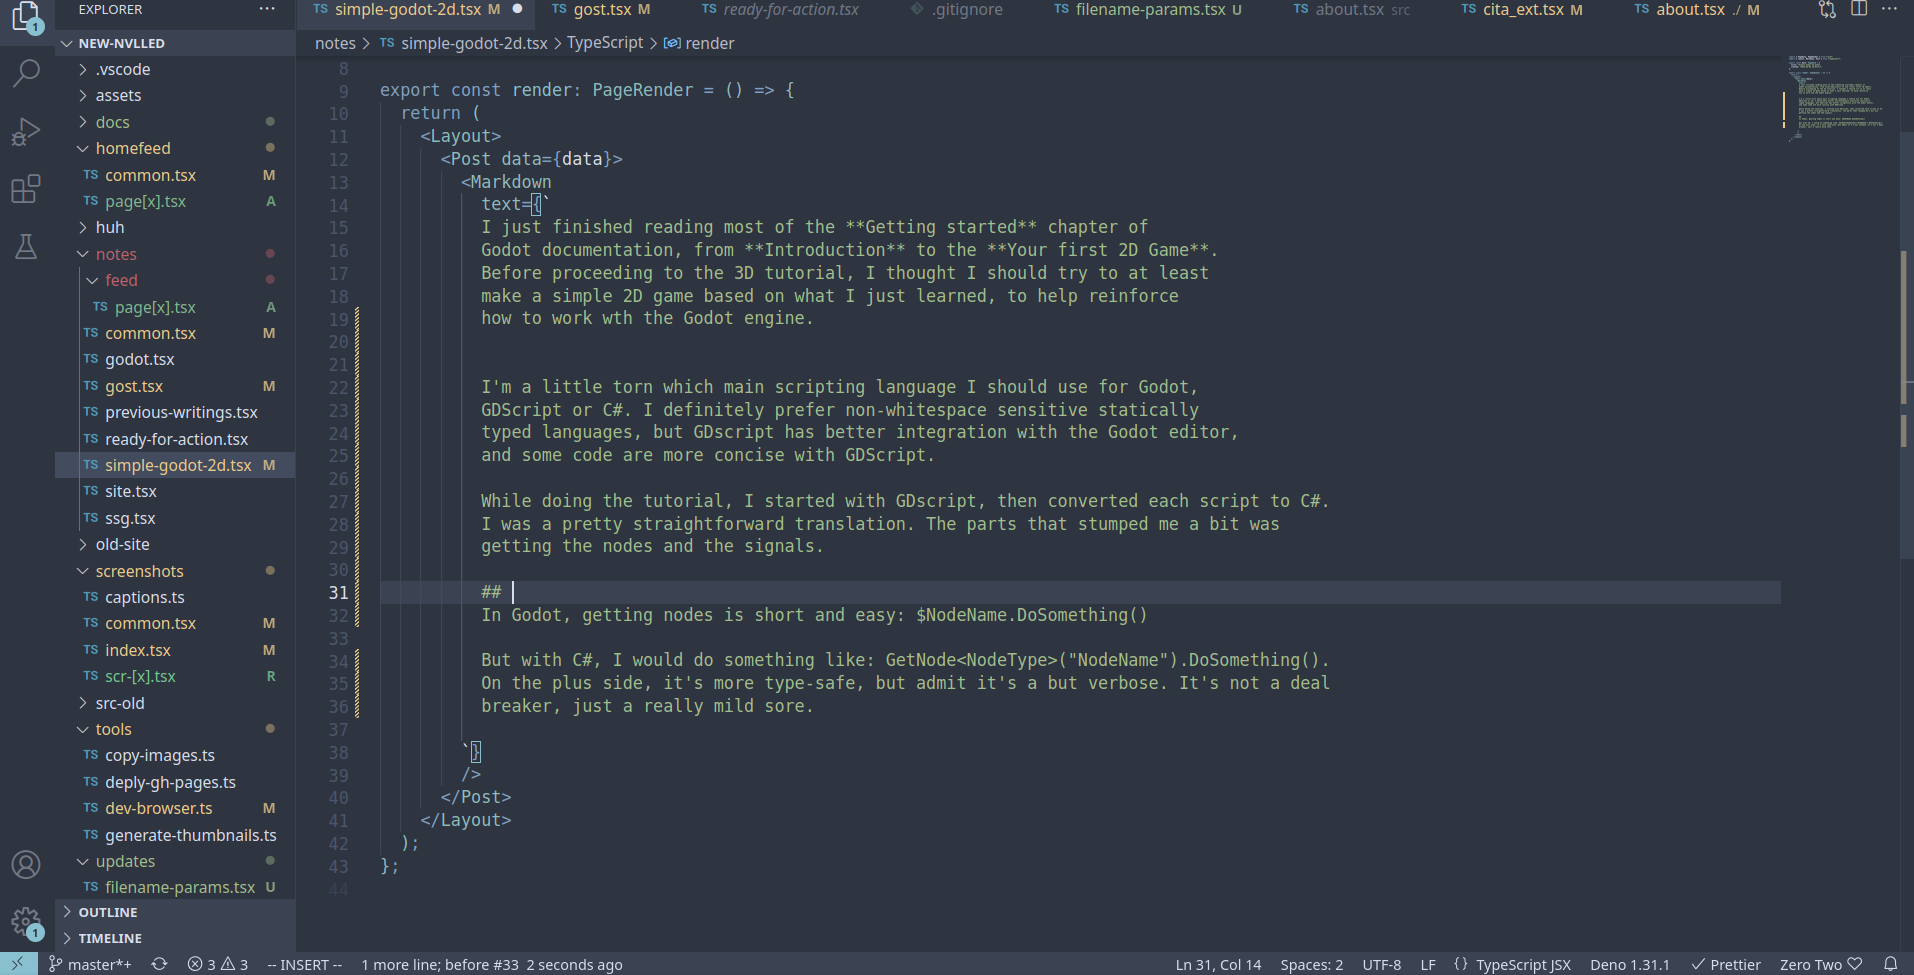 EXPLORER ···
1
NEW-NVLLED
.vscode
assets
docs
homefeed
TS common.tsx M
TS page[x].tsx A
huh
notes
feed
TS page[x].tsx A
TS common.tsx M
TS godot.tsx
TS gost.tsx M
TS previous-writings.tsx
TS ready-for-action.tsx
TS simple-godot-2d.tsx M
TS site.tsx
TS ssg.tsx
old-site
screenshots
TS captions.ts
TS common.tsx M
TS index.tsx M
TS scr-[x].tsx R
src-old
tools
TS copy-images.ts
TS deply-gh-pages.ts
TS dev-browser.ts M
TS generate-thumbnails.ts
updates
TS filename-params.tsx U
OUTLINE
1
TIMELINE
TS simple-godot-2d.tsx M TS gost.tsx M TS ready-for-action.tsx .gitignore TS filename-params.tsx U TS about.tsx src TS cita_ext.tsx M TS about.tsx ./ M ···
notes > TS simple-godot-2d.tsx > TypeScript > render
8
9 export const render: PageRender = () => {
10 return (
11 <Layout>
12 <Post data={data}>
13 <Markdown
14 text={`
15 I just finished reading most of the **Getting started** chapter of
16 Godot documentation, from **Introduction** to the **Your first 2D Game**.
17 Before proceeding to the 3D tutorial, I thought I should try to at least
18 make a simple 2D game based on what I just learned, to help reinforce
19 how to work wth the Godot engine.
20
21
22 I'm a little torn which main scripting language I should use for Godot,
23 GDScript or C#. I definitely prefer non-whitespace sensitive statically
24 typed languages, but GDscript has better integration with the Godot editor,
25 and some code are more concise with GDScript.
26
27 While doing the tutorial, I started with GDscript, then converted each script to C#.
28 I was a pretty straightforward translation. The parts that stumped me a bit was
29 getting the nodes and the signals.
30
31 ##
32 In Godot, getting nodes is short and easy: $NodeName.DoSomething()
33
34 But with C#, I would do something like: GetNode<NodeType>("NodeName").DoSomething().
35 On the plus side, it's more type-safe, but admit it's a but verbose. It's not a deal
36 breaker, just a really mild sore.
37
38 `}
39 />
40 </Post>
41 </Layout>
42 );
43 };
44
master*+ 3 3 -- INSERT -- 1 more line; before #33 2 seconds ago Ln 31, Col 14 Spaces: 2 UTF-8 LF {} TypeScript JSX Deno 1.31.1 Prettier Zero Two